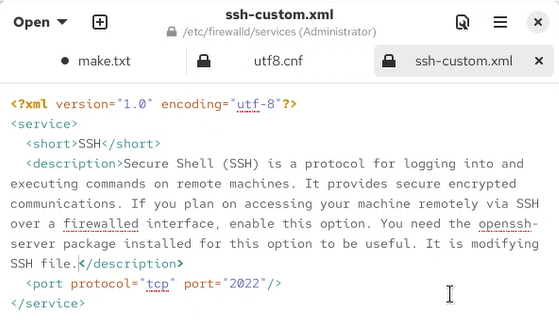 Open
ssh-custom.xml
/etc/firewalld/services (Administrator)
make.txt
utf8.cnf
ssh-custom.xml
<?xml version="1.0" encoding="utf-8"?>
<service>
<short>SSH</short>
<description>Secure Shell (SSH) is a protocol for logging into and
executing commands on remote machines. It provides secure encrypted
communications. If you plan on accessing your machine remotely via SSH
over a firewalled interface, enable this option. You need the openssh-
server package installed for this option to be useful. It is modifying
SSH file.</description>
<port protocol="tcp" port="2022"/>
</service>